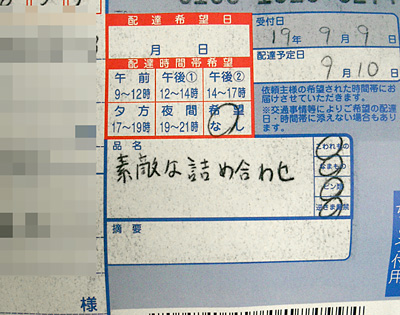 配達希望日
月 日
配達時間帯希望
午前 午後① 午後②
9〜12時 12〜14時 14〜17時
夕方 夜間 希望
17〜19時 19〜21時 なし
受付日
19年 9月 9日
配達予定日
9月 10日
依頼主様の希望された時間帯にお
届けさせていただきます。
※交通事情等によりご希望の配達
日・時間帯に添えない場合もあり
ます。
品名
素敵な詰め合わせ
こわれもの
なまもの
ビン類
逆さま厳禁
摘要
様